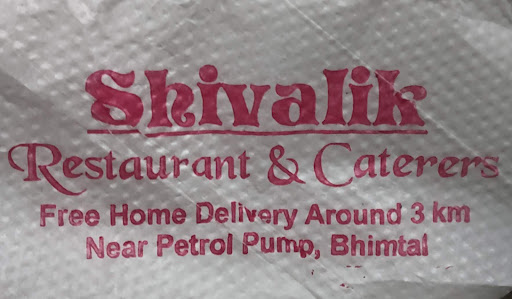 Shivalik
Restaurant & Caterers
Free Home Delivery Around 3 km
Near Petrol Pump, Bhimtal